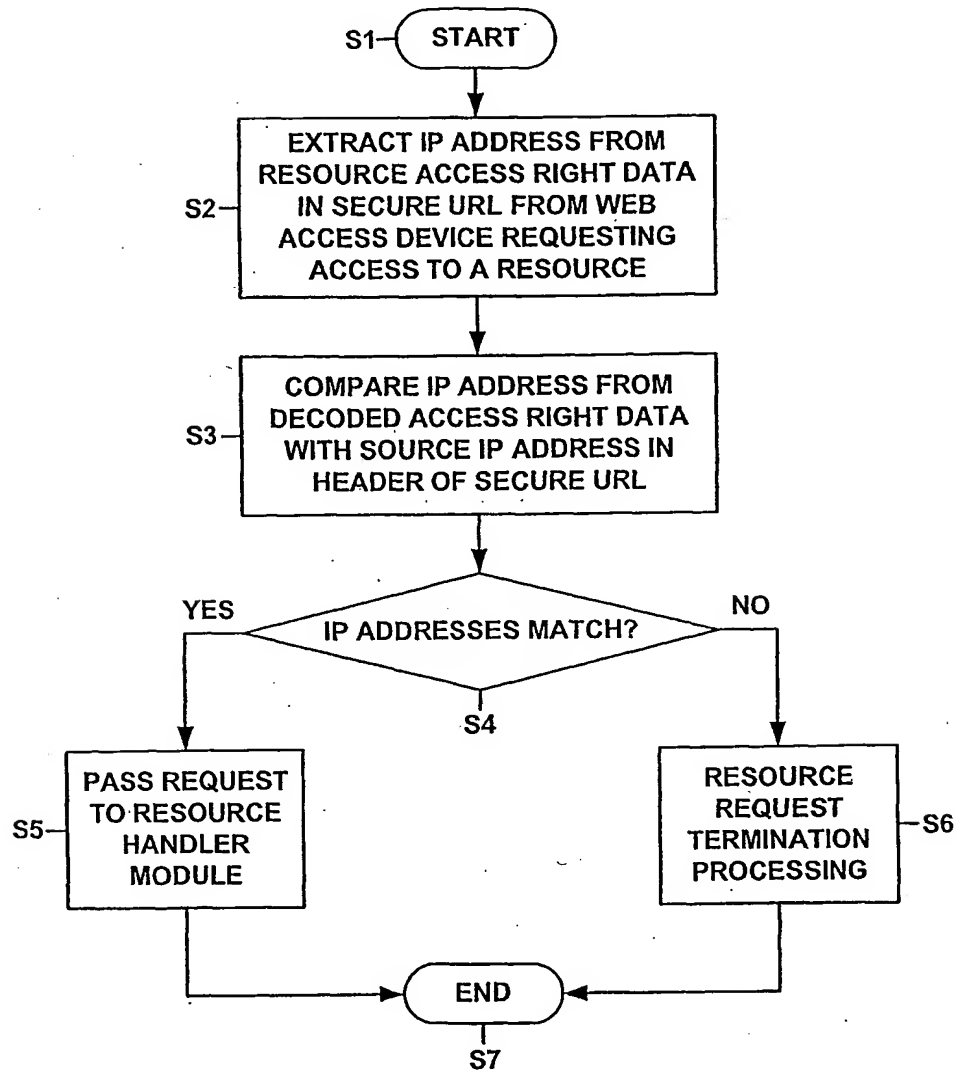 S1
START
EXTRACT IP ADDRESS FROM
RESOURCE ACCESS RIGHT DATA
IN SECURE URL FROM WEB
ACCESS DEVICE REQUESTING
ACCESS TO A RESOURCE
S2
COMPARE IP ADDRESS FROM
DECODED ACCESS RIGHT DATA
WITH SOURCE IP ADDRESS IN
HEADER OF SECURE URL
S3
YES
NO
IP ADDRESSES MATCH?
S4
PASS REQUEST
TO RESOURCE
HANDLER
MODULE
S5
RESOURCE
REQUEST
TERMINATION
PROCESSING
S6
END
S7